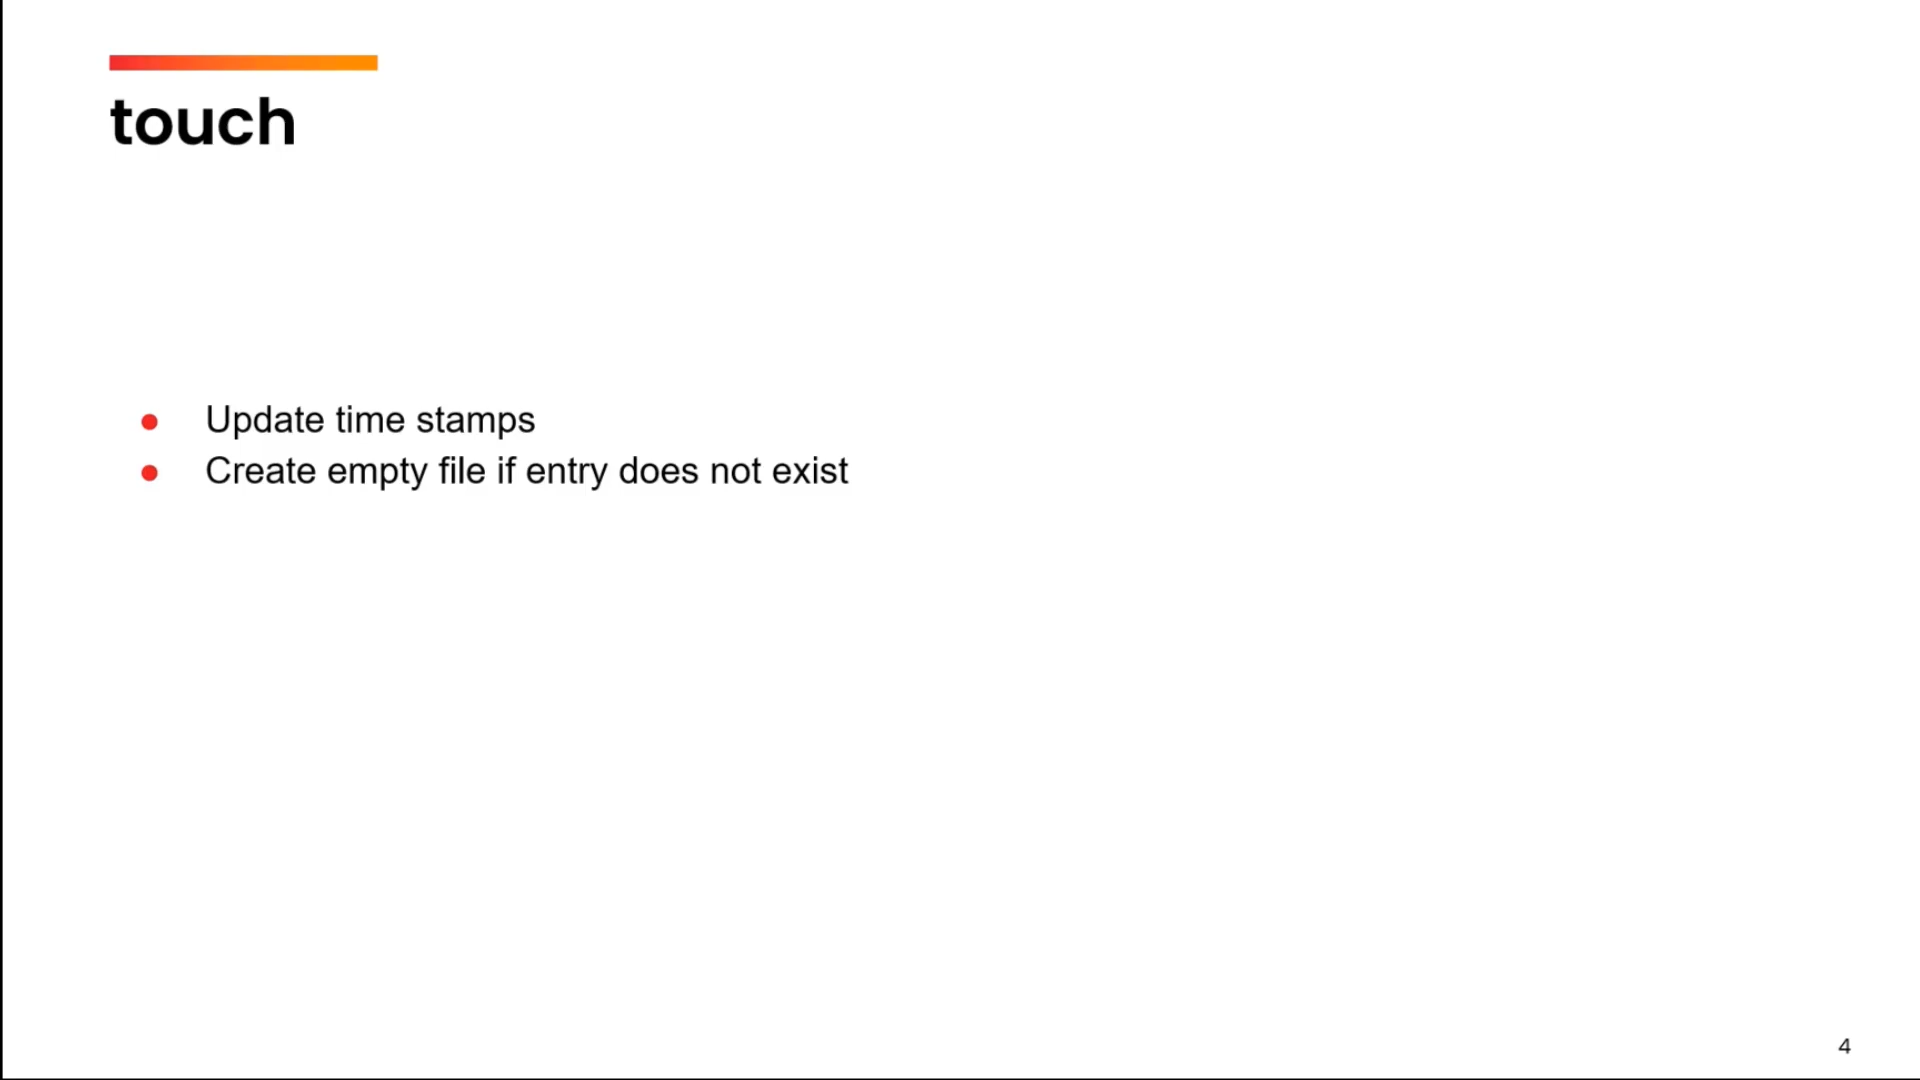 touch
● Update time stamps
● Create empty file if entry does not exist
4